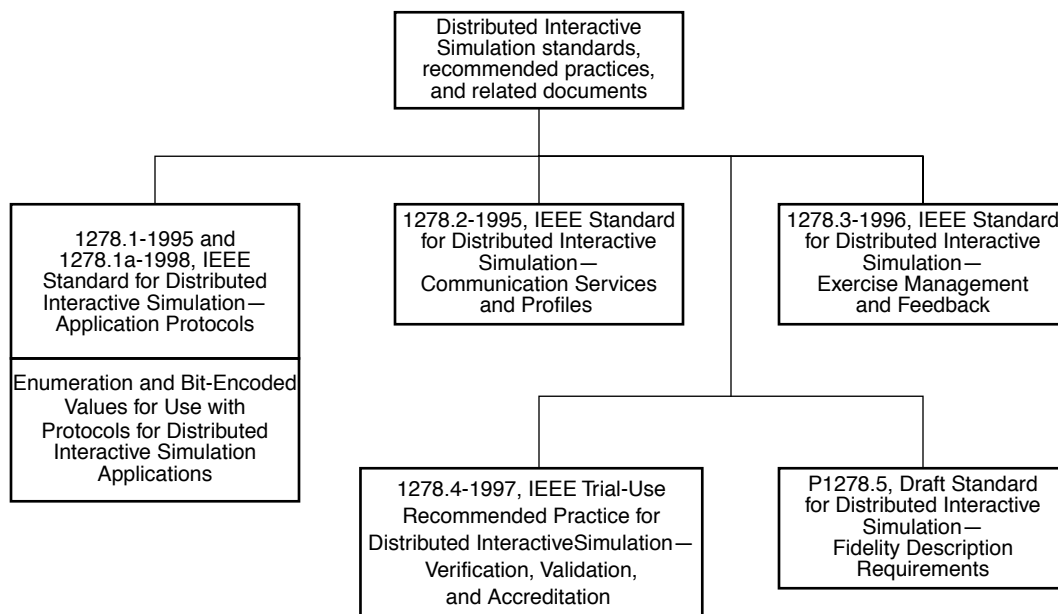 Distributed Interactive
Simulation standards,
recommended practices,
and related documents
1278.1-1995 and
1278.1a-1998, IEEE
Standard for Distributed
Interactive Simulation—
Application Protocols
Enumeration and Bit-Encoded
Values for Use with
Protocols for Distributed
Interactive Simulation
Applications
1278.2-1995, IEEE Standard
for Distributed Interactive
Simulation—
Communication Services
and Profiles
1278.3-1996, IEEE Standard
for Distributed Interactive
Simulation—
Exercise Management
and Feedback
1278.4-1997, IEEE Trial-Use
Recommended Practice for
Distributed InteractiveSimulation—
Verification, Validation,
and Accreditation
P1278.5, Draft Standard
for Distributed Interactive
Simulation—
Fidelity Description
Requirements